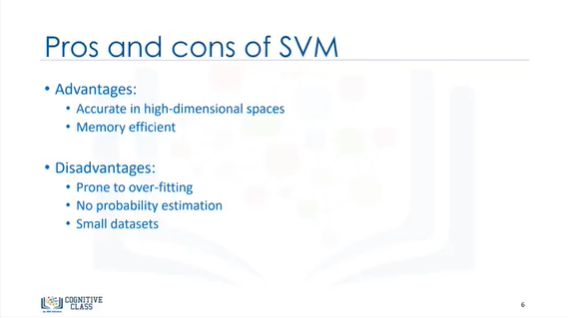 Pros and cons of SVM
• Advantages:
• Accurate in high-dimensional spaces
• Memory efficient
• Disadvantages:
• Prone to over-fitting
• No probability estimation
• Small datasets
COGNITIVE
CLASS
6